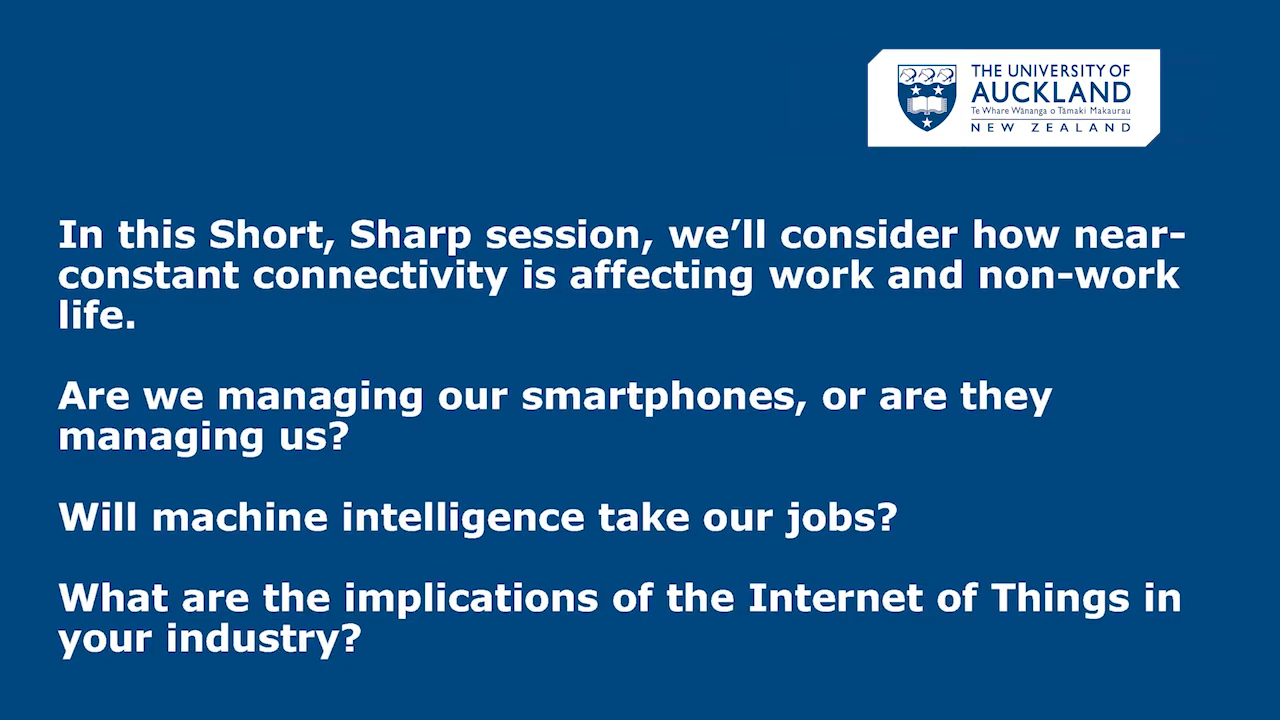 THE UNIVERSITY OF
AUCKLAND
Te Whare Wānanga o Tāmaki Makaurau
NEW ZEALAND
In this Short, Sharp session, we’ll consider how near-
constant connectivity is affecting work and non-work
life.
Are we managing our smartphones, or are they
managing us?
Will machine intelligence take our jobs?
What are the implications of the Internet of Things in
your industry?